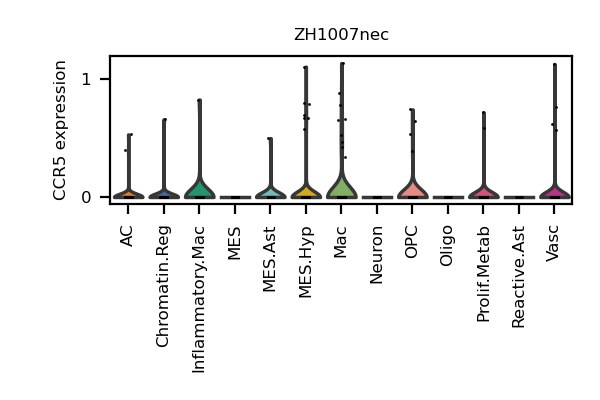 ZH1007nec
CCR5 expression
1
0
AC
Chromatin.Reg
Inflammatory.Mac
MES
MES.Ast
MES.Hyp
Mac
Neuron
OPC
Oligo
Prolif.Metab
Reactive.Ast
Vasc